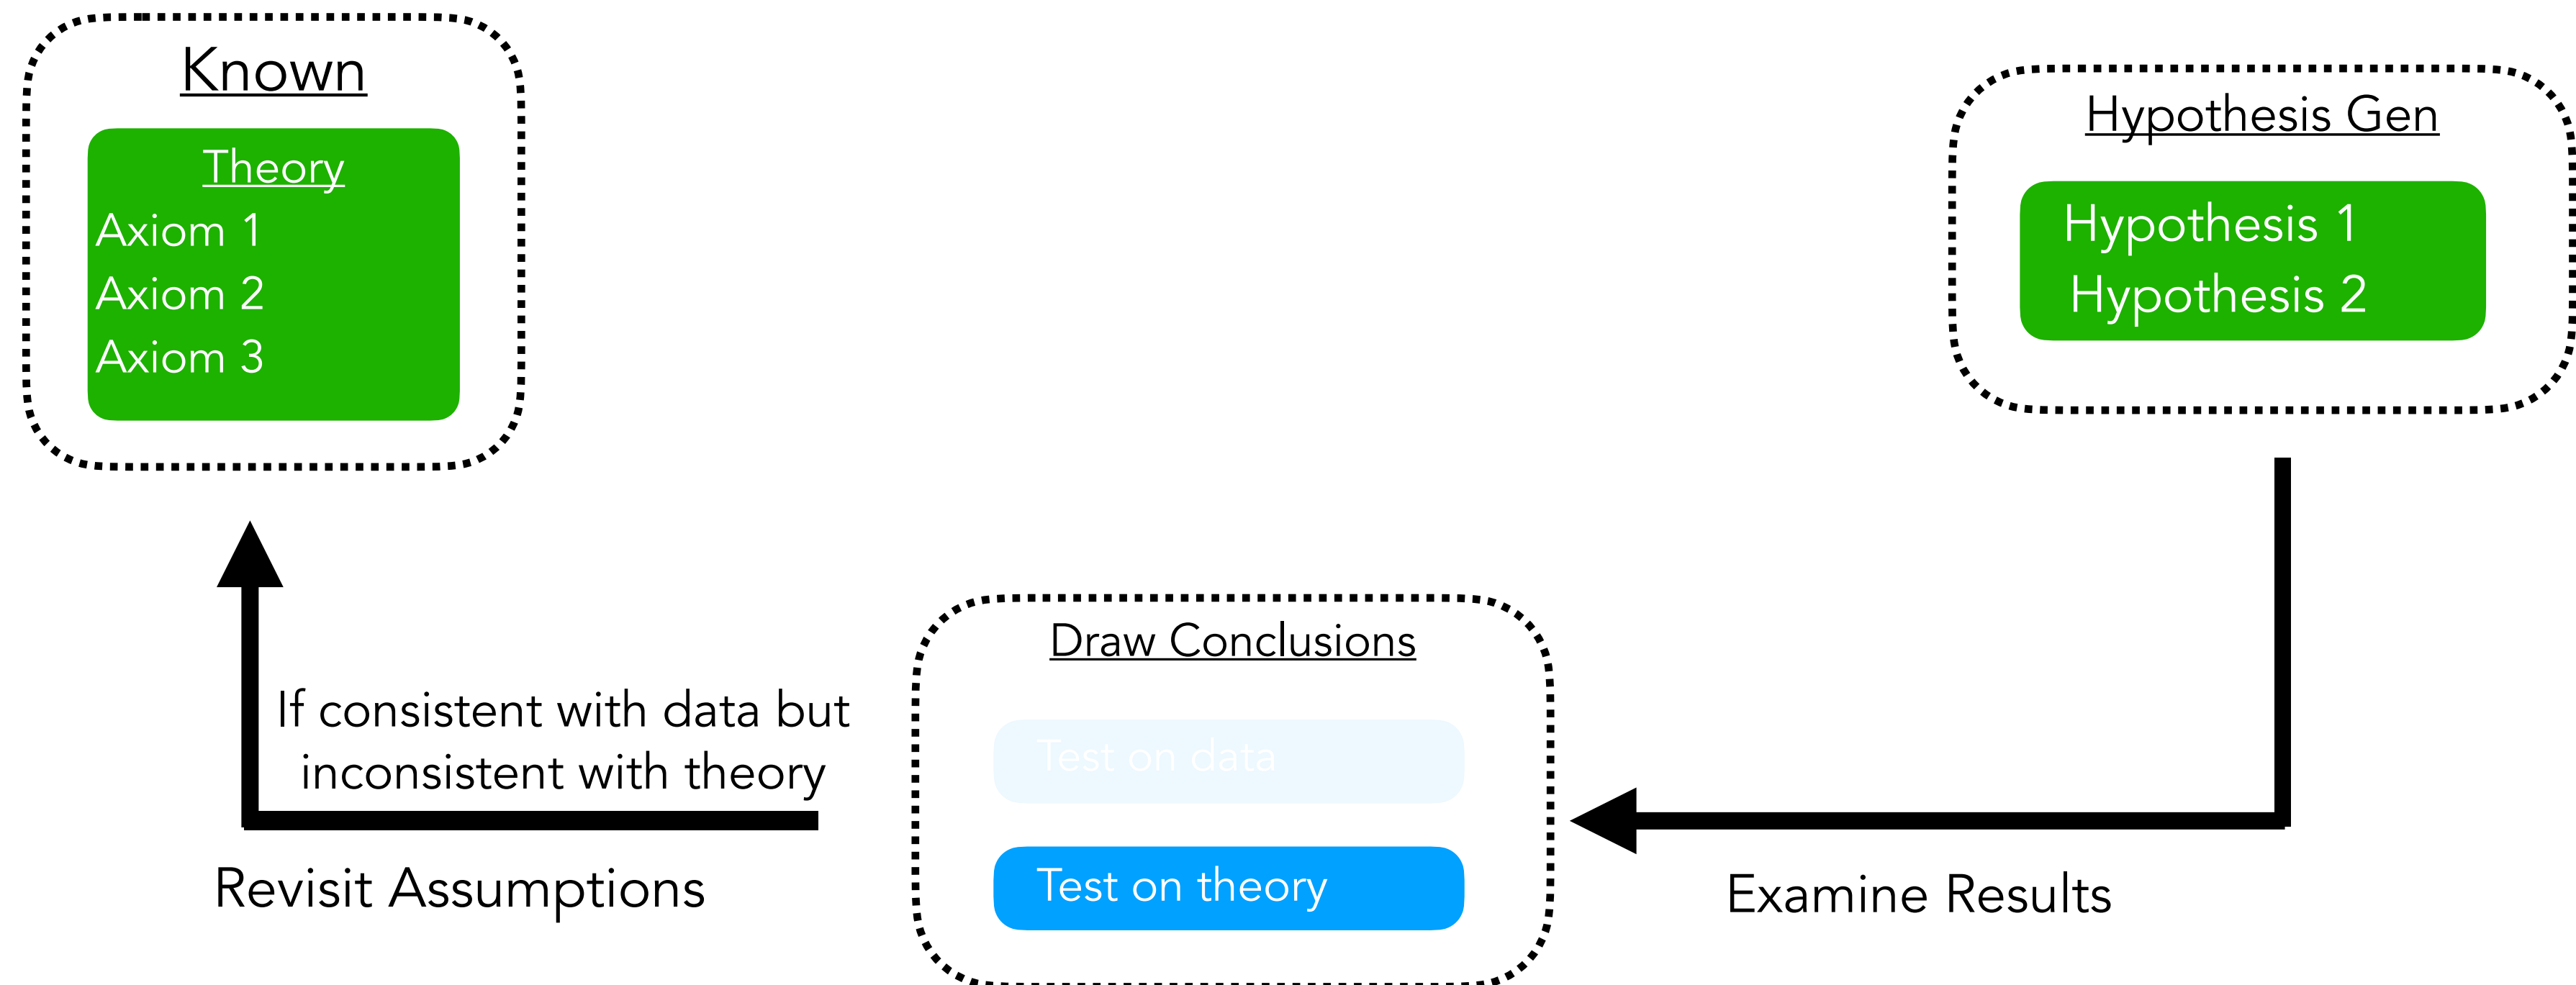 Known
Theory
Axiom 1
Axiom 2
Axiom 3
Hypothesis Gen
Hypothesis 1
Hypothesis 2
Draw Conclusions
Test on data
Test on theory
If consistent with data but
inconsistent with theory
Revisit Assumptions
Examine Results